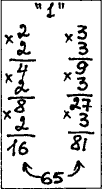 "1"
× 2 × 3
2 3
4 9
× 2 × 3
8 27
× 2 × 3
16 81
65